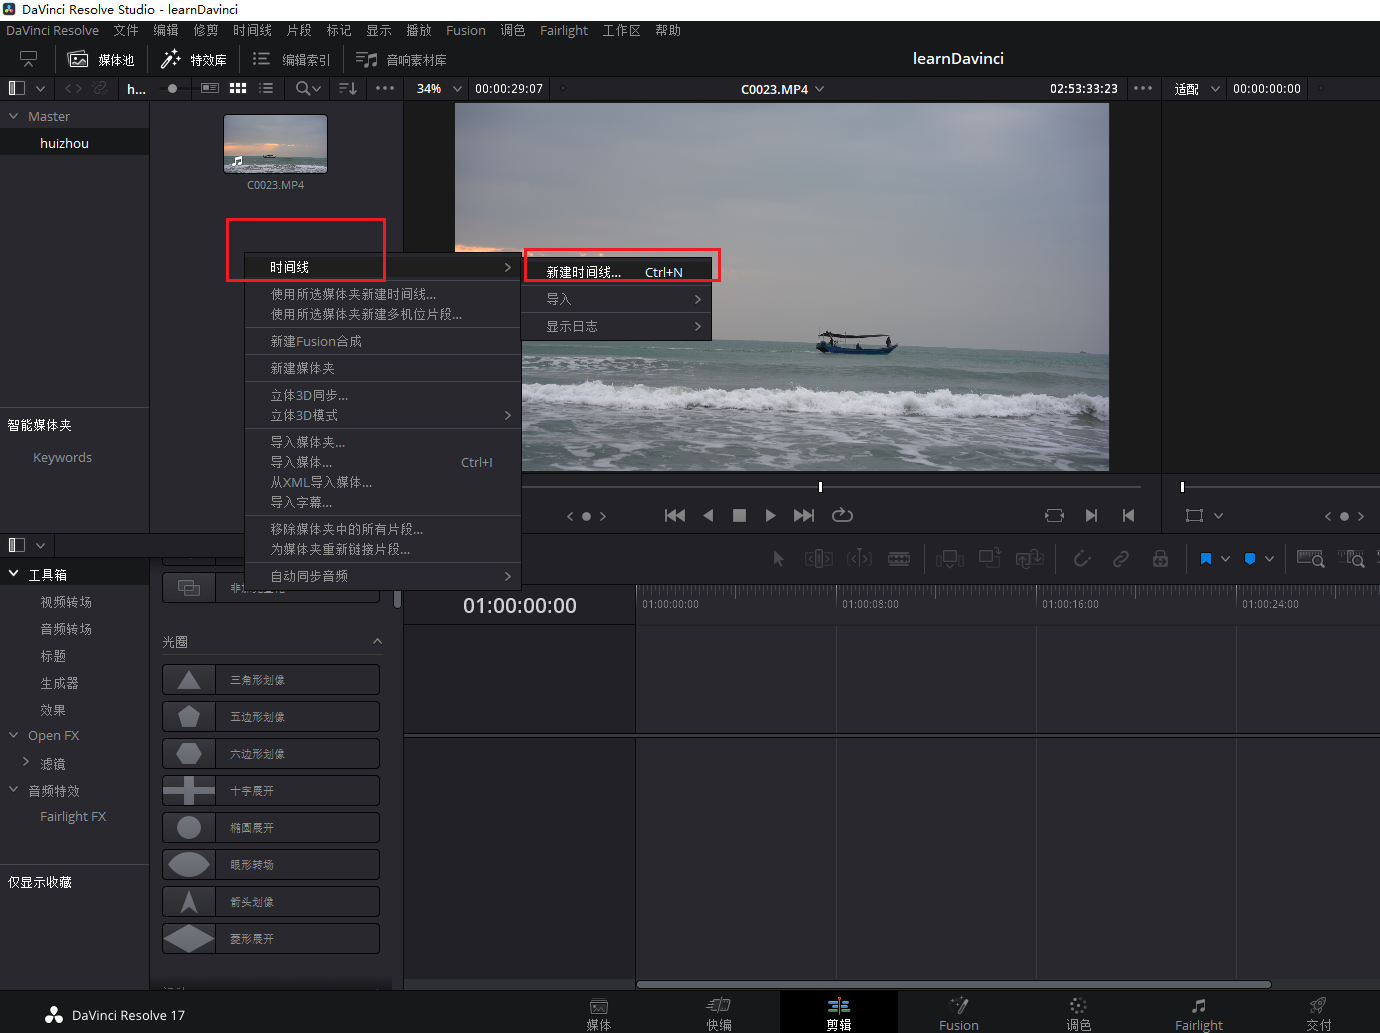 DaVinci Resolve Studio - learnDavinci
DaVinci Resolve 文件 编辑 修剪 时间线 片段 标记 显示 播放 Fusion 调色 Fairlight 工作区 帮助
媒体池 特效库 编辑索引 音响素材库 learnDavinci
h... 34% 00:00:29:07 C0023.MP4 02:53:33:23 适配 00:00:00:00
Master
huizhou
C0023.MP4
时间线
新建时间线... Ctrl+N
使用所选媒体夹新建时间线...
导入
使用所选媒体夹新建多机位片段...
显示日志
新建Fusion合成
新建媒体夹
立体3D同步...
立体3D模式
智能媒体夹
导入媒体夹...
Keywords
导入媒体... Ctrl+I
从XML导入媒体...
导入字幕...
移除媒体夹中的所有片段...
为媒体夹重新链接片段...
自动同步音频
工具箱
视频转场
音频转场
标题
生成器
效果
Open FX
滤镜
音频特效
Fairlight FX
仅显示收藏
光圈
三角形划像
五边形划像
六边形划像
十字展开
椭圆展开
眼形转场
箭头划像
菱形展开
01:00:00:00
01:00:00:00 01:00:08:00 01:00:16:00 01:00:24:00
DaVinci Resolve 17
媒体 快编 剪辑 Fusion 调色 Fairlight 交付